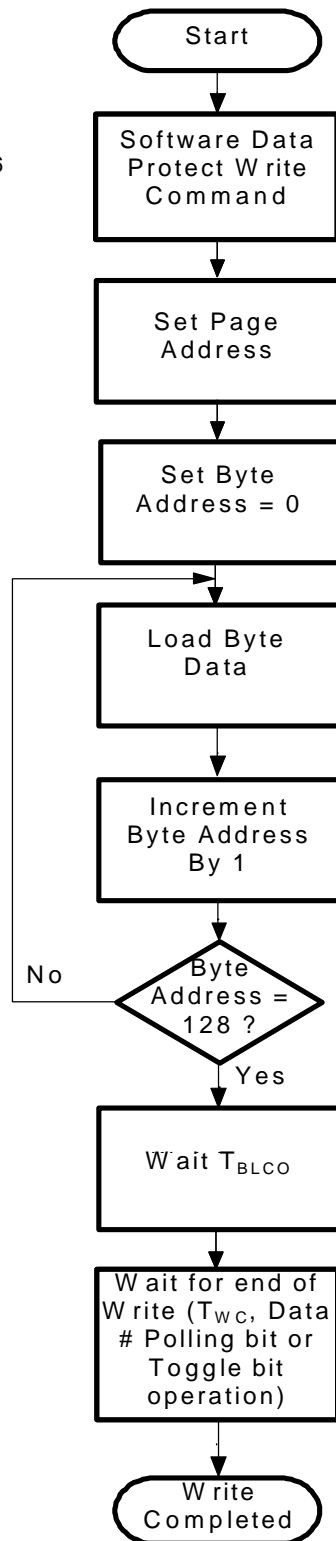 Start
Software Data
Protect Write
Command
Set Page
Address
Set Byte
Address = 0
Load Byte
Data
Increment
Byte Address
By 1
No
Byte
Address =
128 ?
Yes
Wait TBLCO
Wait for end of
Write (TWC, Data
# Polling bit or
Toggle bit
operation)
Write
Completed